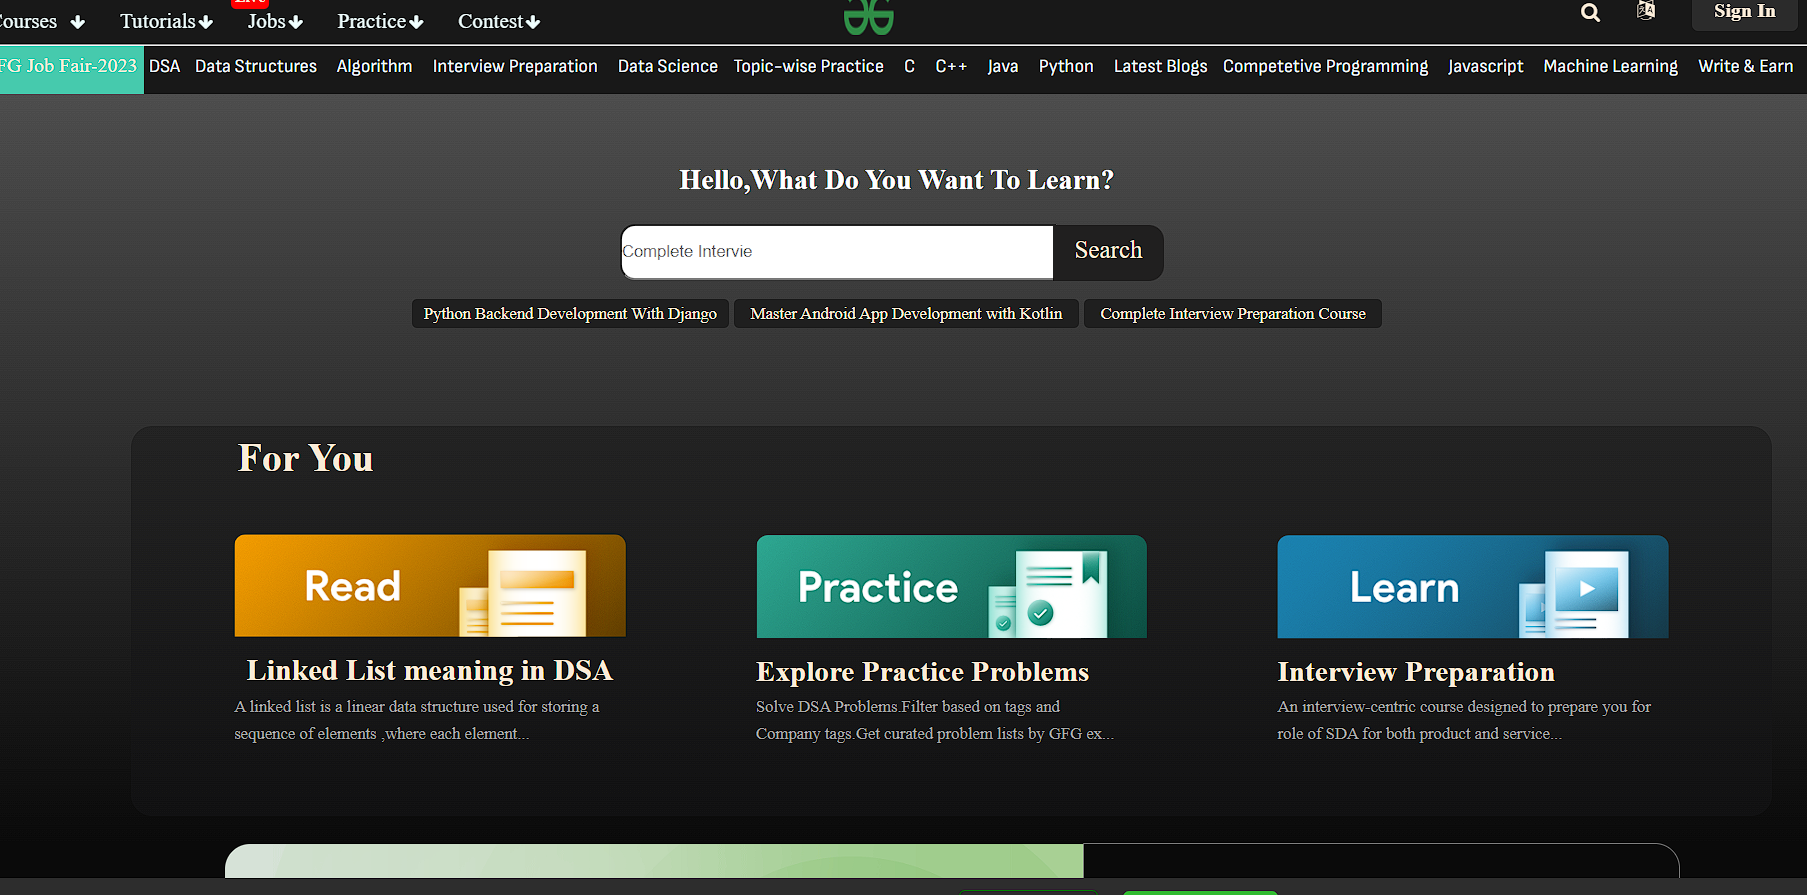 ourses Tutorials Jobs Practice Contest Sign In
FG Job Fair-2023 DSA Data Structures Algorithm Interview Preparation Data Science Topic-wise Practice C C++ Java Python Latest Blogs Competetive Programming Javascript Machine Learning Write & Earn
Hello,What Do You Want To Learn?
Complete Intervie Search
Python Backend Development With Django Master Android App Development with Kotlin Complete Interview Preparation Course
For You
Read Practice Learn
Linked List meaning in DSA
A linked list is a linear data structure used for storing a
sequence of elements ,where each element...
Explore Practice Problems
Solve DSA Problems.Filter based on tags and
Company tags.Get curated problem lists by GFG ex...
Interview Preparation
An interview-centric course designed to prepare you for
role of SDA for both product and service...